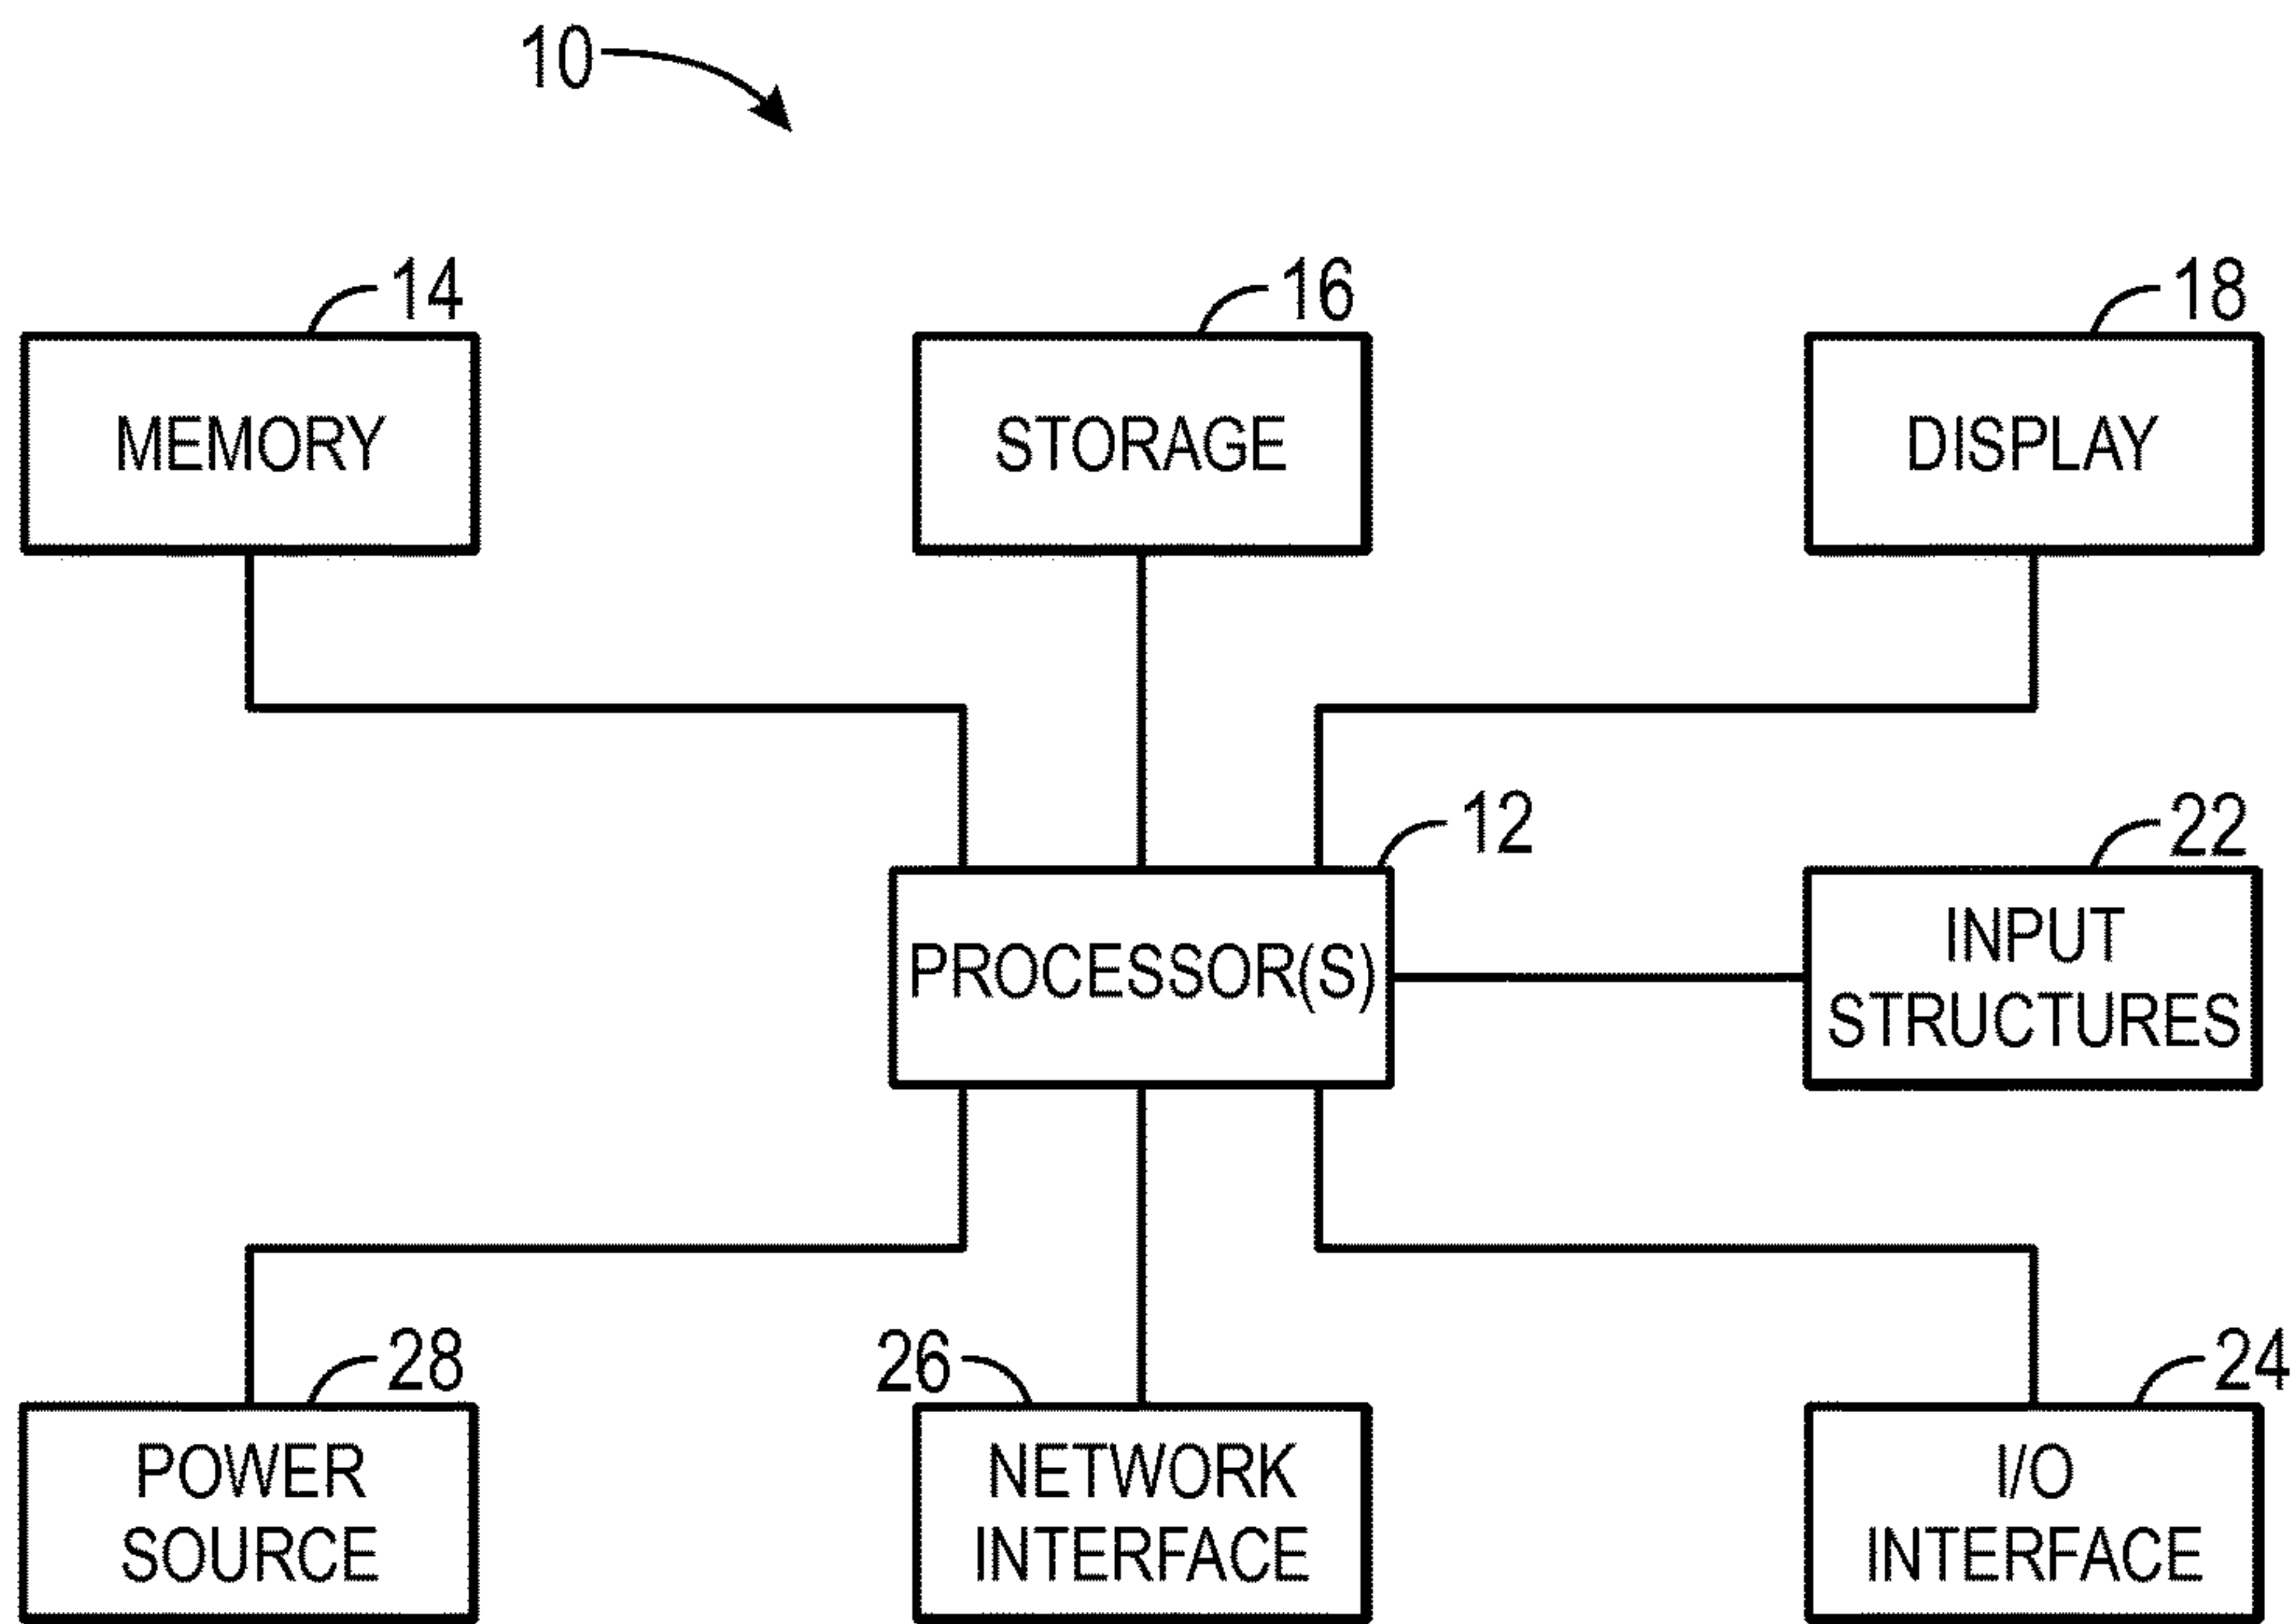 10
14
16
18
MEMORY
STORAGE
DISPLAY
12
22
PROCESSOR(S)
INPUT
STRUCTURES
28
26
24
POWER
SOURCE
NETWORK
INTERFACE
I/O
INTERFACE